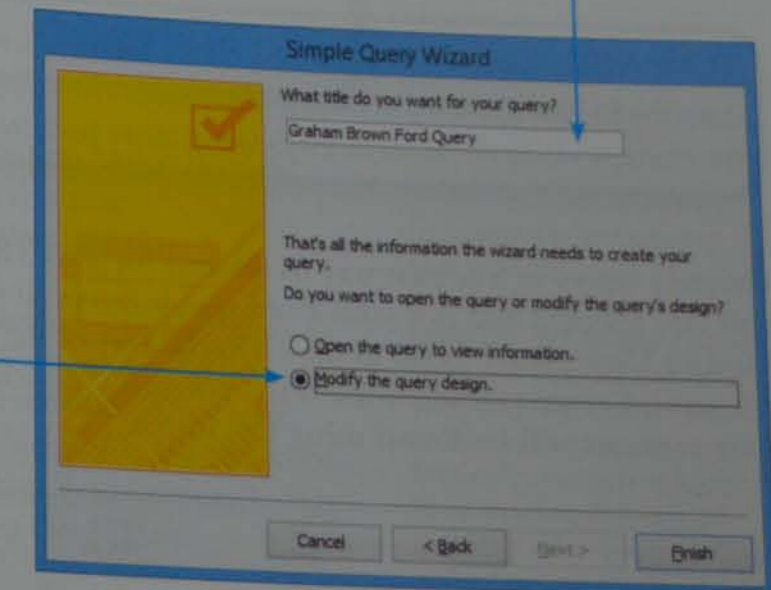 Simple Query Wizard
What title do you want for your query?
Graham Brown Ford Query
That's all the information the wizard needs to create your
query.
Do you want to open the query or modify the query's design?
Open the query to view information.
Modify the query design.
Cancel
< Back
Next >
Finish